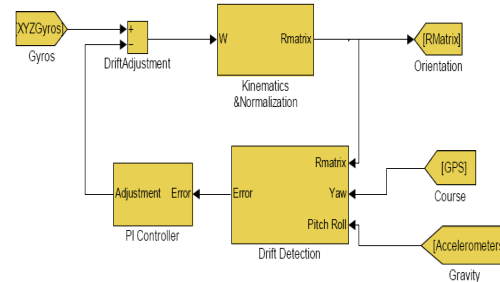 [XYZGyros]
Gyros
+
−
DriftAdjustment
W
Rmatrix
Kinematics
&Normalization
[RMatrix]
Orientation
Adjustment
Error
PI Controller
Error
Rmatrix
Yaw
Pitch Roll
Drift Detection
[GPS]
Course
[Accelerometers
Gravity